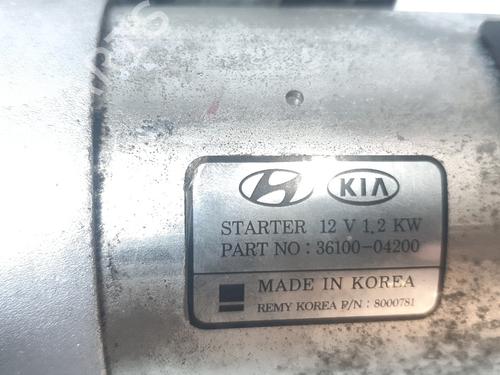 KIA
STARTER 12 V 1.2 KW
PART NO : 36100-04200
MADE IN KOREA
REMY KOREA P/N : 8000781